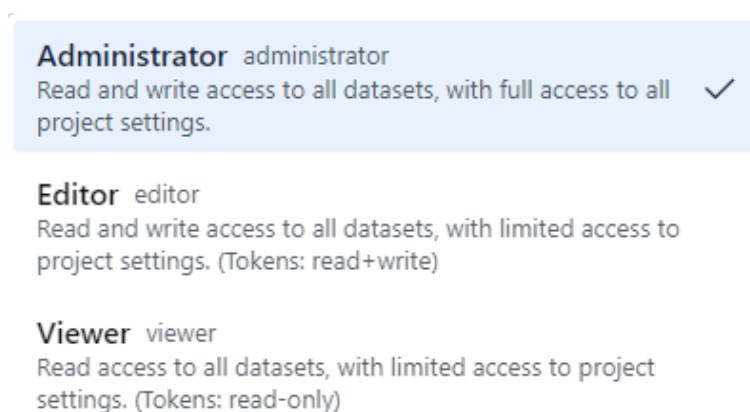 Administrator administrator
Read and write access to all datasets, with full access to all
project settings.
Editor editor
Read and write access to all datasets, with limited access to
project settings. (Tokens: read+write)
Viewer viewer
Read access to all datasets, with limited access to project
settings. (Tokens: read-only)